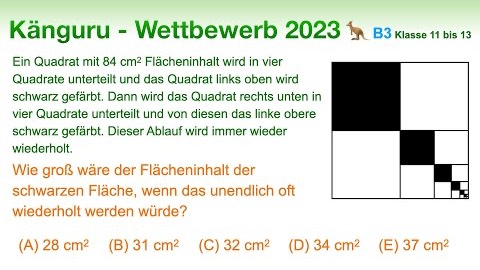 Känguru - Wettbewerb 2023 B3 Klasse 11 bis 13
Ein Quadrat mit 84 cm² Flächeninhalt wird in vier
Quadrate unterteilt und das Quadrat links oben wird
schwarz gefärbt. Dann wird das Quadrat rechts unten in
vier Quadrate unterteilt und von diesen das linke obere
schwarz gefärbt. Dieser Ablauf wird immer wieder
wiederholt.
Wie groß wäre der Flächeninhalt der
schwarzen Fläche, wenn das unendlich oft
wiederholt werden würde?
(A) 28 cm² (B) 31 cm² (C) 32 cm² (D) 34 cm² (E) 37 cm²